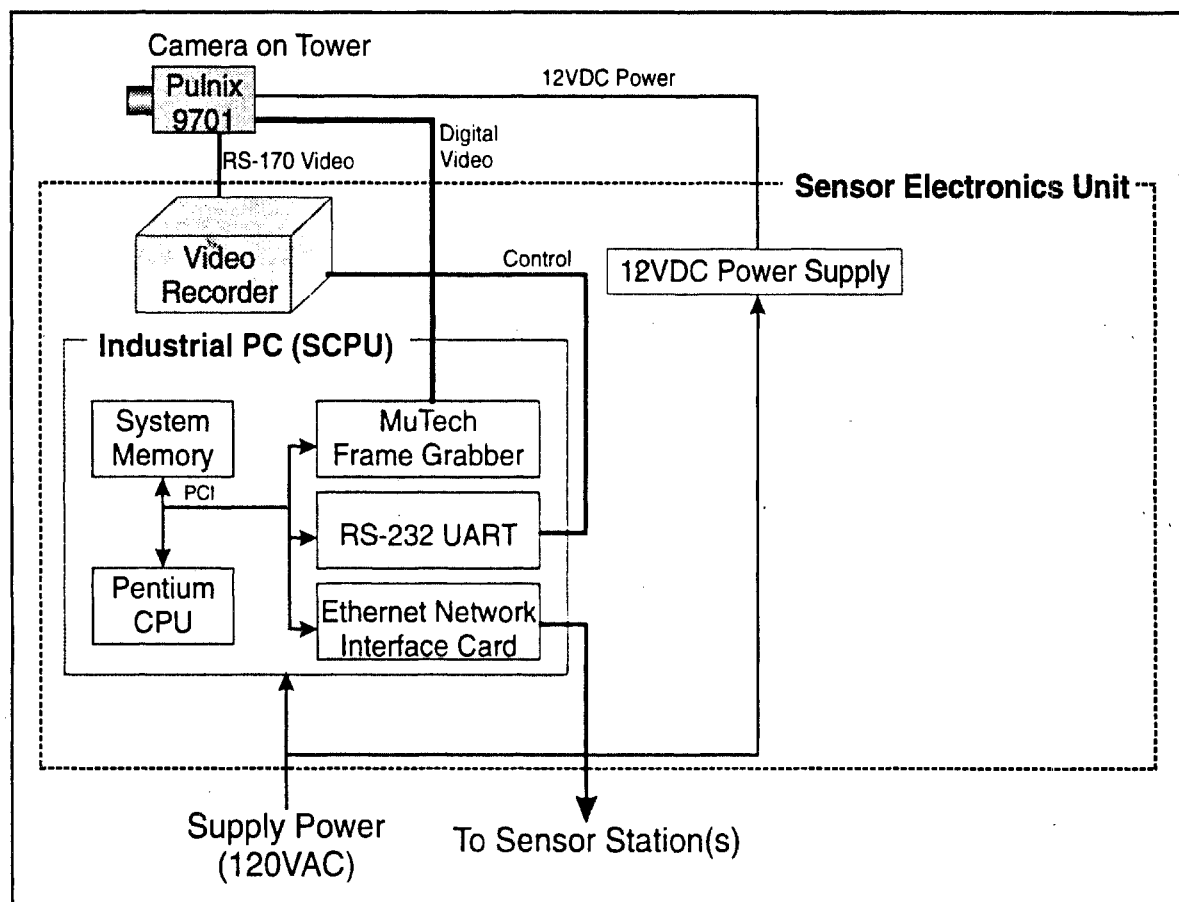 Camera on Tower
Pulnix
9701
12VDC Power
Digital
Video
RS-170 Video
Sensor Electronics Unit
Video
Recorder
Control
12VDC Power Supply
Industrial PC (SCPU)
System
Memory
MuTech
Frame Grabber
PCI
RS-232 UART
Pentium
CPU
Ethernet Network
Interface Card
Supply Power
(120VAC)
To Sensor Station(s)